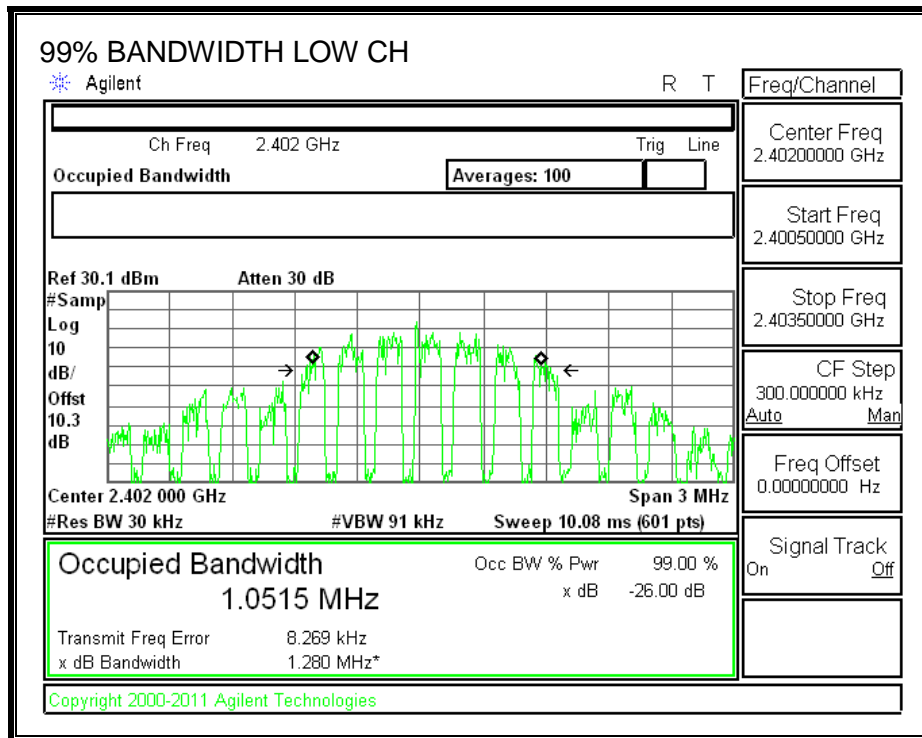 99% BANDWIDTH LOW CH
Agilent R T
Freq/Channel
Ch Freq 2.402 GHz Trig Line
Occupied Bandwidth Averages: 100
Center Freq
2.40200000 GHz
Start Freq
2.40050000 GHz
Stop Freq
2.40350000 GHz
CF Step
300.000000 kHz
Auto Man
Freq Offset
0.00000000 Hz
Signal Track
On Off
Ref 30.1 dBm Atten 30 dB
#Samp
Log
10
dB/
Offst
10.3
dB
Center 2.402 000 GHz Span 3 MHz
#Res BW 30 kHz #VBW 91 kHz Sweep 10.08 ms (601 pts)
Occupied Bandwidth
1.0515 MHz
Occ BW % Pwr 99.00 %
x dB -26.00 dB
Transmit Freq Error 8.269 kHz
x dB Bandwidth 1.280 MHz*
Copyright 2000-2011 Agilent Technologies